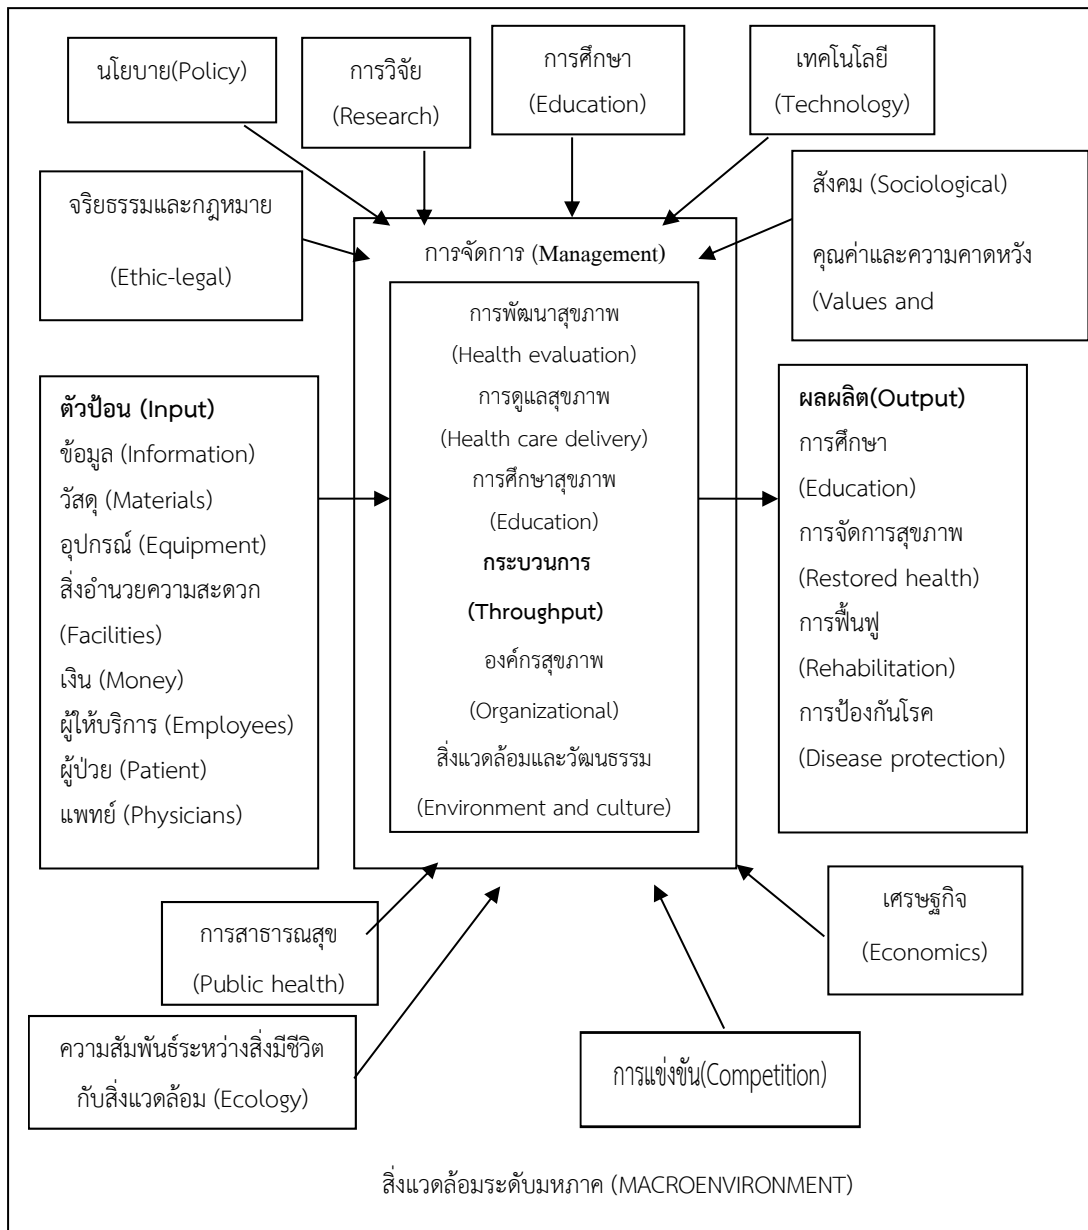 นโยบาย(Policy)
การวิจัย
(Research)
การศึกษา
(Education)
เทคโนโลยี
(Technology)
จริยธรรมและกฎหมาย
(Ethic-legal)
สังคม (Sociological)
คุณค่าและความคาดหวัง
(Values and
การจัดการ (Management)
การพัฒนาสุขภาพ
(Health evaluation)
การดูแลสุขภาพ
(Health care delivery)
การศึกษาสุขภาพ
(Education)
กระบวนการ
(Throughput)
องค์กรสุขภาพ
(Organizational)
สิ่งแวดล้อมและวัฒนธรรม
(Environment and culture)
ตัวป้อน (Input)
ข้อมูล (Information)
วัสดุ (Materials)
อุปกรณ์ (Equipment)
สิ่งอำนวยความสะดวก
(Facilities)
เงิน (Money)
ผู้ให้บริการ (Employees)
ผู้ป่วย (Patient)
แพทย์ (Physicians)
ผลผลิต(Output)
การศึกษา
(Education)
การจัดการสุขภาพ
(Restored health)
การฟื้นฟู
(Rehabilitation)
การป้องกันโรค
(Disease protection)
การสาธารณสุข
(Public health)
เศรษฐกิจ
(Economics)
ความสัมพันธ์ระหว่างสิ่งมีชีวิต
กับสิ่งแวดล้อม (Ecology)
การแข่งขัน(Competition)
สิ่งแวดล้อมระดับมหภาค (MACROENVIRONMENT)